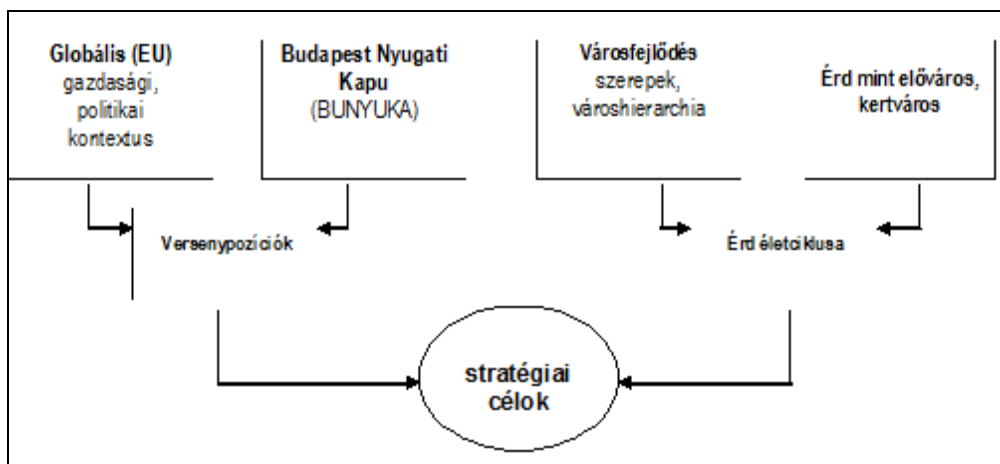 Globális (EU)
gazdasági,
politikai
kontextus
Budapest Nyugati
Kapu
(BUNYUKA)
Városfejlődés
szerepek,
városhierarchia
Érd mint előváros,
kertváros
Versenypozíciók
Érd életciklusa
stratégiai
célok